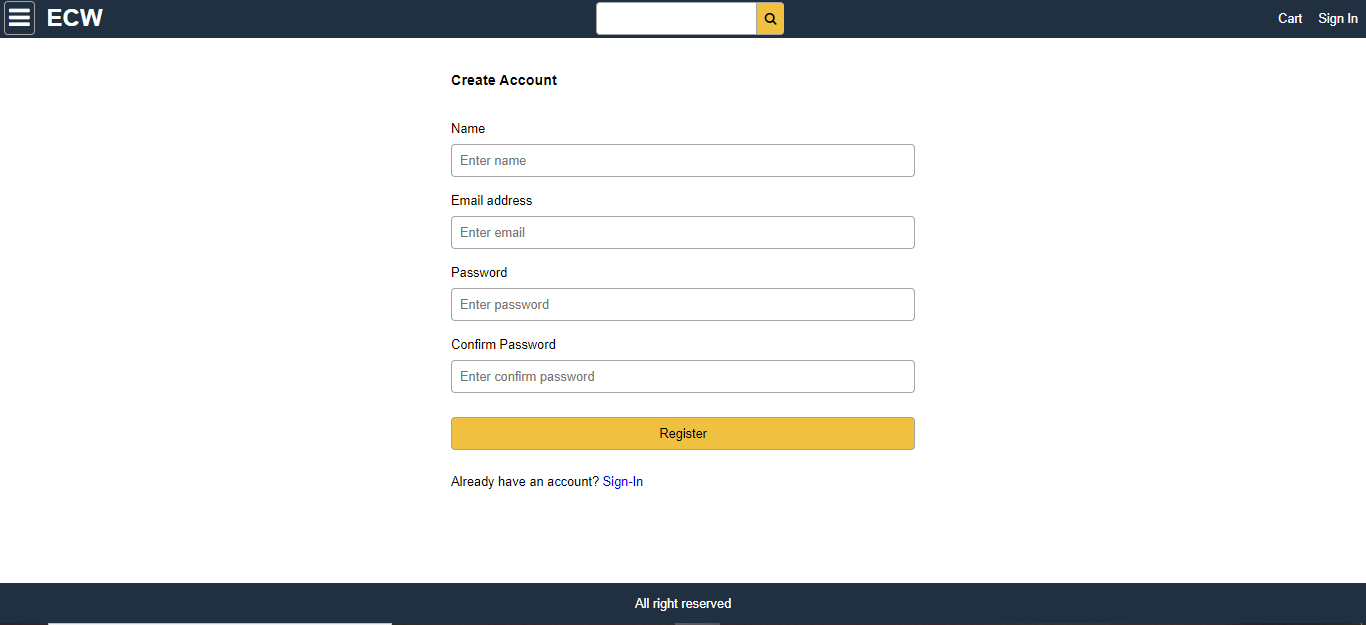 ECW
Cart Sign In
Create Account
Name
Enter name
Email address
Enter email
Password
Enter password
Confirm Password
Enter confirm password
Register
Already have an account? Sign-In
All right reserved